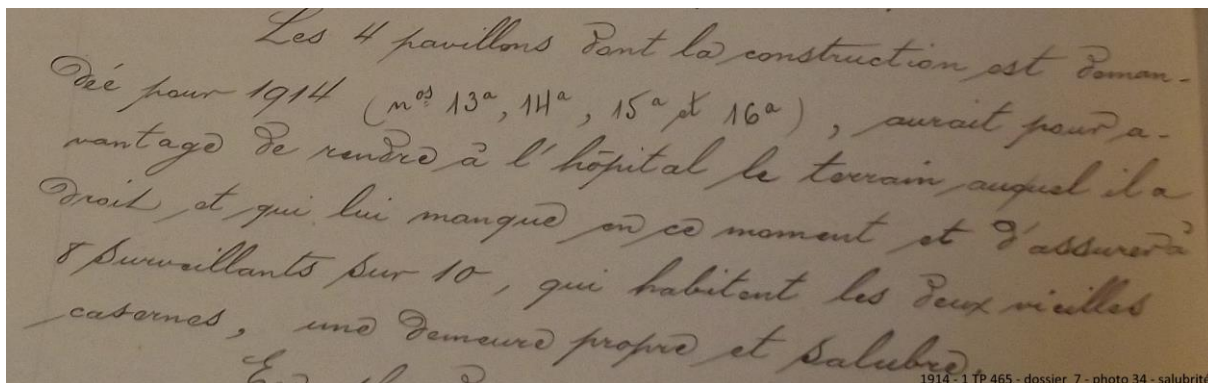 Les 4 pavillons dont la construction est deman-
dée pour 1914 (nos 13a, 14a, 15a et 16a), aurait pour a-
vantage de rendre à l'hôpital le terrain auquel il a
droit et qui lui manque en ce moment et d'assurer à
8 surveillants sur 10, qui habitent les deux vieilles
casernes, une demeure propre et salubre.
1914 - 1 TP 465 - dossier 7 - photo 34 - salubrité